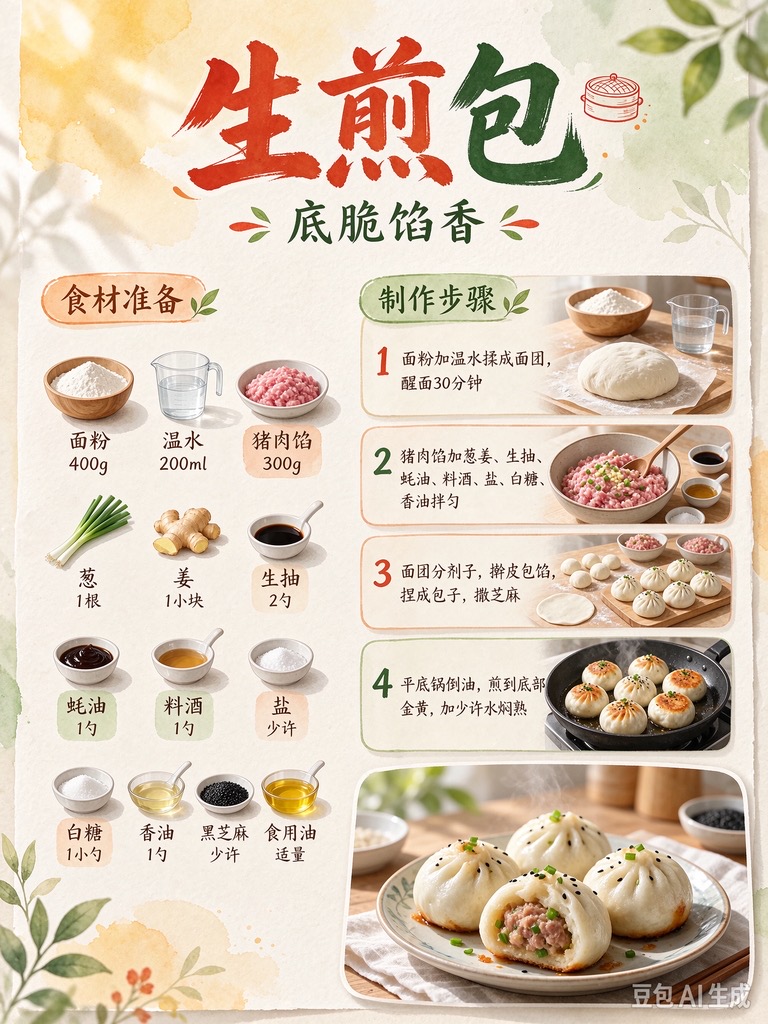 生煎包
底脆馅香
食材准备
面粉
400g
温水
200ml
猪肉馅
300g
葱
1根
姜
1小块
生抽
2勺
蚝油
1勺
料酒
1勺
盐
少许
白糖
1小勺
香油
1勺
黑芝麻
少许
食用油
适量
制作步骤
1 面粉加温水揉成面团，
醒面30分钟
2 猪肉馅加葱姜、生抽、
蚝油、料酒、盐、白糖、
香油拌匀
3 面团分剂子，擀皮包馅，
捏成包子，撒芝麻
4 平底锅倒油，煎到底部
金黄，加少许水焖熟
豆包AI生成